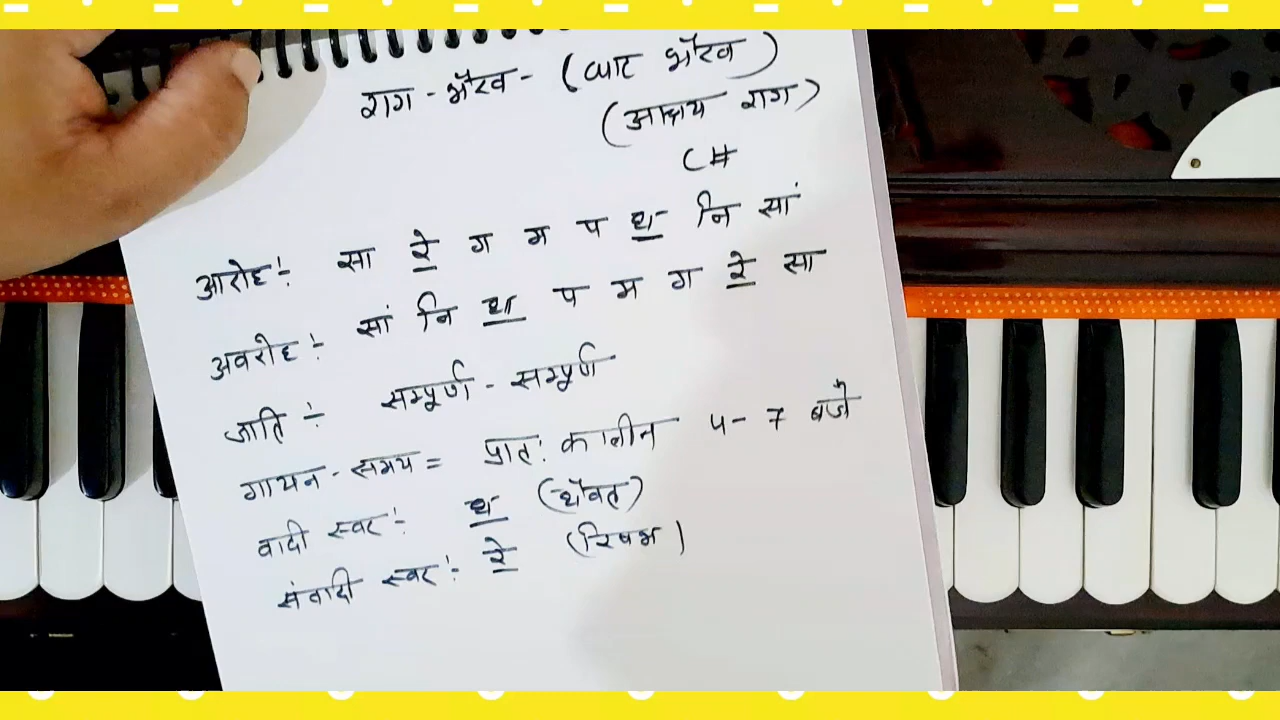 राग - भैरव - (थाट भैरव)
(आश्रय राग)
C#
आरोह :- सा रे॒ ग म प ध॒ नि सां
अवरोह :- सां नि ध॒ प म ग रे॒ सा
जाति :- सम्पूर्ण - सम्पूर्ण
गायन - समय = प्रात: कालीन 4 - 7 बजे
वादी स्वर :- ध॒ (धैवत)
संवादी स्वर :- रे॒ (रिषभ)